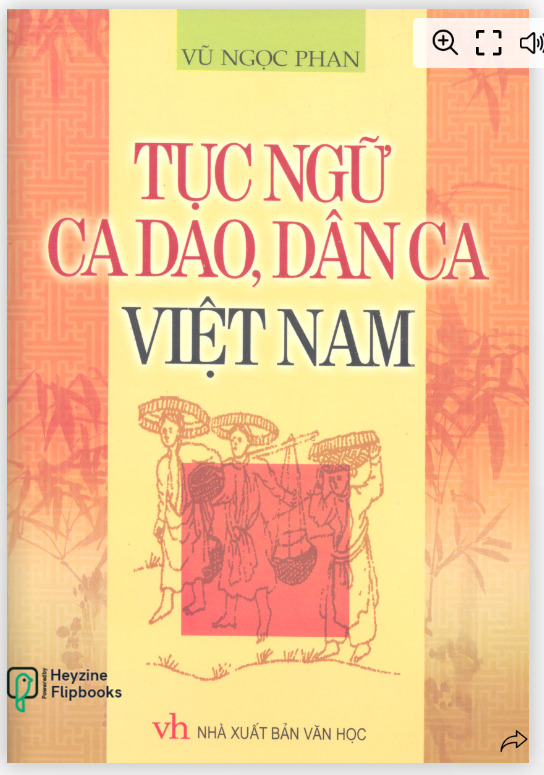 VŨ NGỌC PHAN
TỤC NGỮ
CA DAO, DÂN CA
VIỆT NAM
Powered by
Heyzine
Flipbooks
vh NHÀ XUẤT BẢN VĂN HỌC